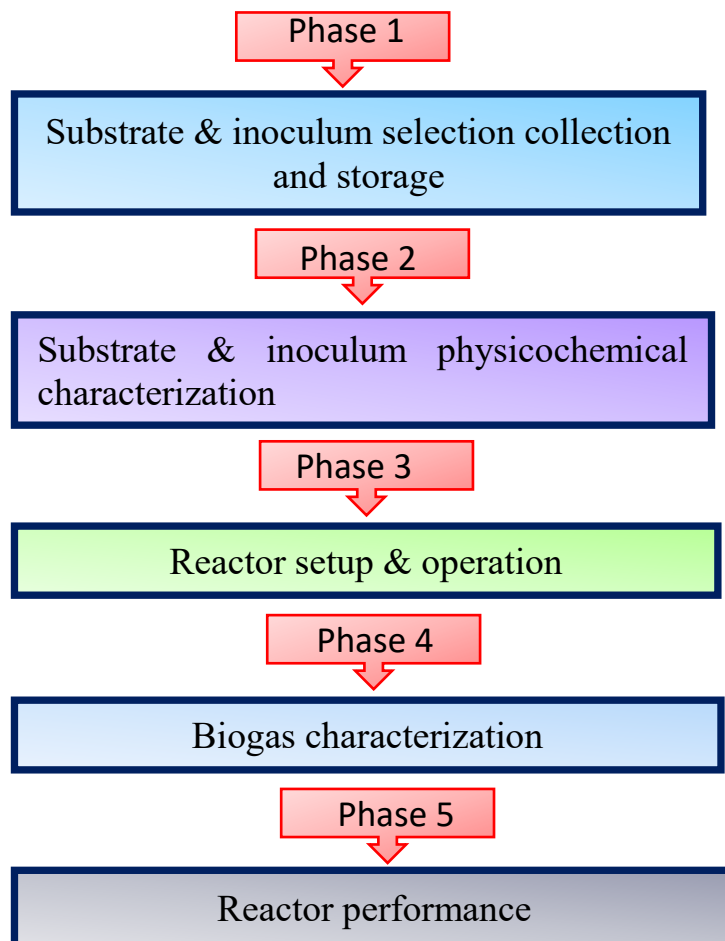 Phase 1
Substrate & inoculum selection collection
and storage
Phase 2
Substrate & inoculum physicochemical
characterization
Phase 3
Reactor setup & operation
Phase 4
Biogas characterization
Phase 5
Reactor performance